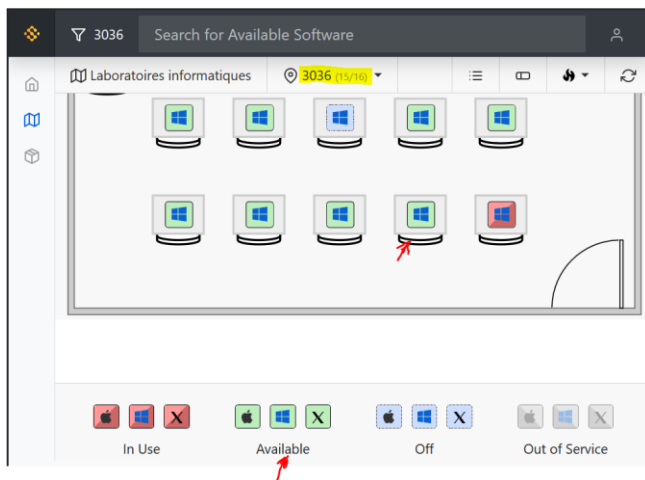 3036 Search for Available Software
Laboratoires informatiques 3036 (15/16)
In Use Available Off Out of Service